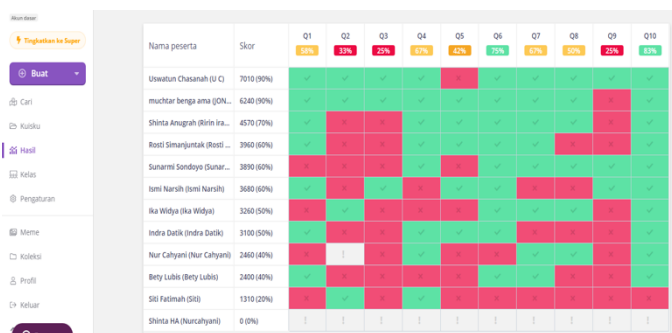 Akun dasar
Tingkatkan ke Super
Buat
Cari
Kuisku
Hasil
Kelas
Pengaturan
Meme
Koleksi
Profil
Keluar
Nama peserta Skor Q1 Q2 Q3 Q4 Q5 Q6 Q7 Q8 Q9 Q10
58% 33% 25% 67% 42% 75% 67% 50% 25% 83%
Uswatun Chasanah (U C) 7010 (90%)
muchtar benga ama (JON... 6240 (90%)
Shinta Anugrah (Ririn ira... 4570 (70%)
Rosti Simanjuntak (Rosti ... 3960 (60%)
Sunarmi Sondoyo (Sunar... 3890 (60%)
Ismi Narsih (Ismi Narsih) 3680 (60%)
Ika Widya (Ika Widya) 3260 (50%)
Indra Datik (Indra Datik) 3100 (50%)
Nur Cahyani (Nur Cahyani) 2460 (40%)
Bety Lubis (Bety Lubis) 2400 (40%)
Siti Fatimah (Siti) 1310 (20%)
Shinta HA (Nurcahyani) 0 (0%)